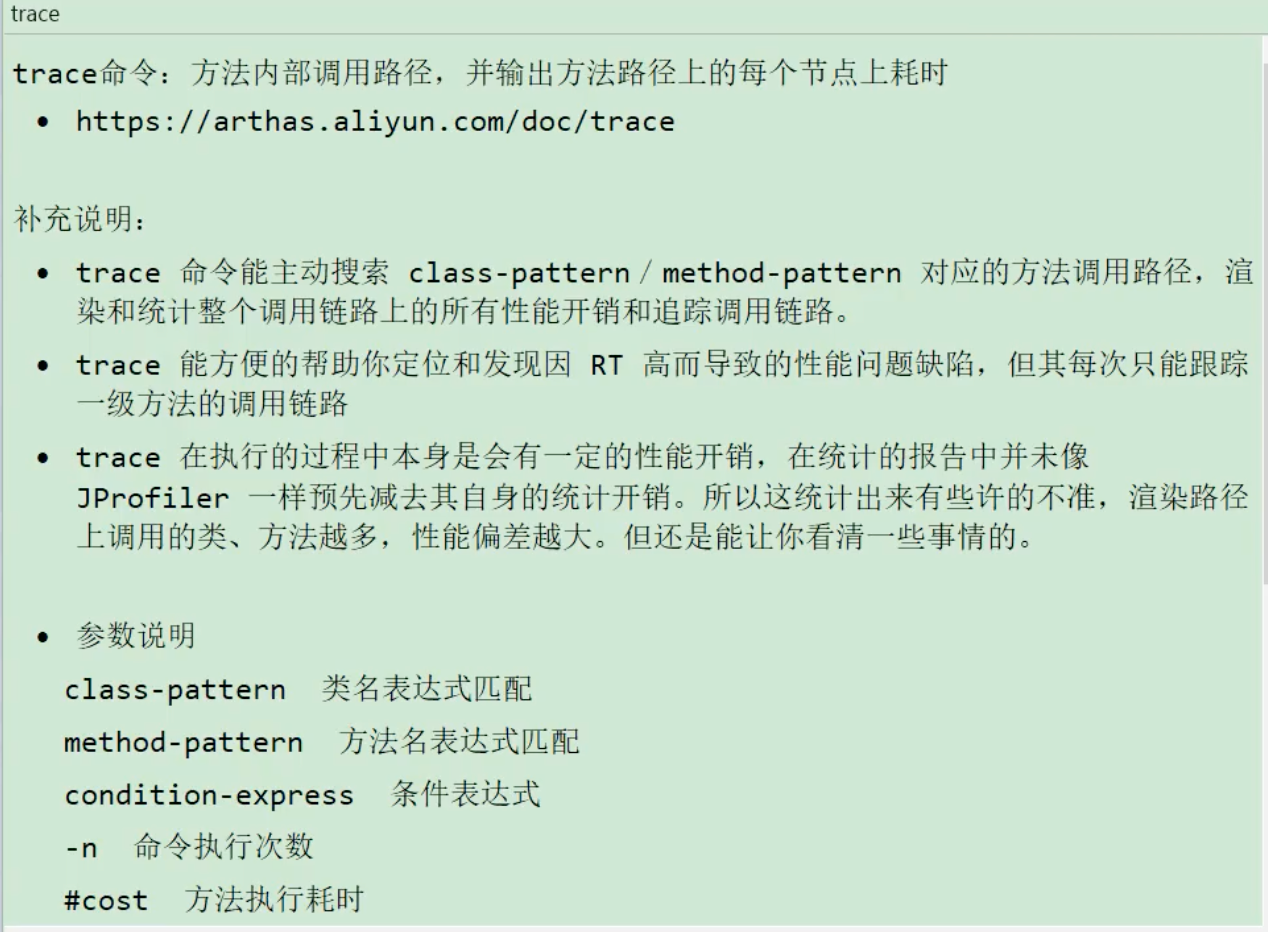 trace
trace命令：方法内部调用路径，并输出方法路径上的每个节点上耗时
• https://arthas.aliyun.com/doc/trace
补充说明：
• trace 命令能主动搜索 class-pattern／method-pattern 对应的方法调用路径，渲
染和统计整个调用链路上的所有性能开销和追踪调用链路。
• trace 能方便的帮助你定位和发现因 RT 高而导致的性能问题缺陷，但其每次只能跟踪
一级方法的调用链路
• trace 在执行的过程中本身是会有一定的性能开销，在统计的报告中并未像
JProfiler 一样预先减去其自身的统计开销。所以这统计出来有些许的不准，渲染路径
上调用的类、方法越多，性能偏差越大。但还是能让你看清一些事情的。
• 参数说明
class-pattern 类名表达式匹配
method-pattern 方法名表达式匹配
condition-express 条件表达式
-n 命令执行次数
#cost 方法执行耗时